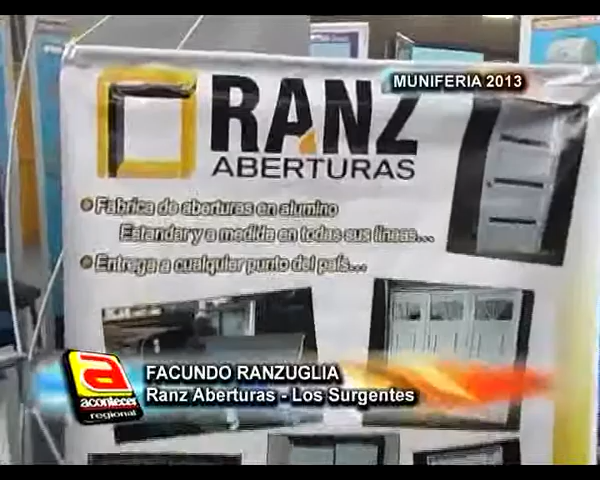 MUNIFERIA 2013
RANZ
ABERTURAS
Fabrica de aberturas en alumino
Estandar y a medida en todas sus lineas...
Entrega a cualquier punto del país...
a
acontecer
regional
FACUNDO RANZUGLIA
Ranz Aberturas - Los Surgentes